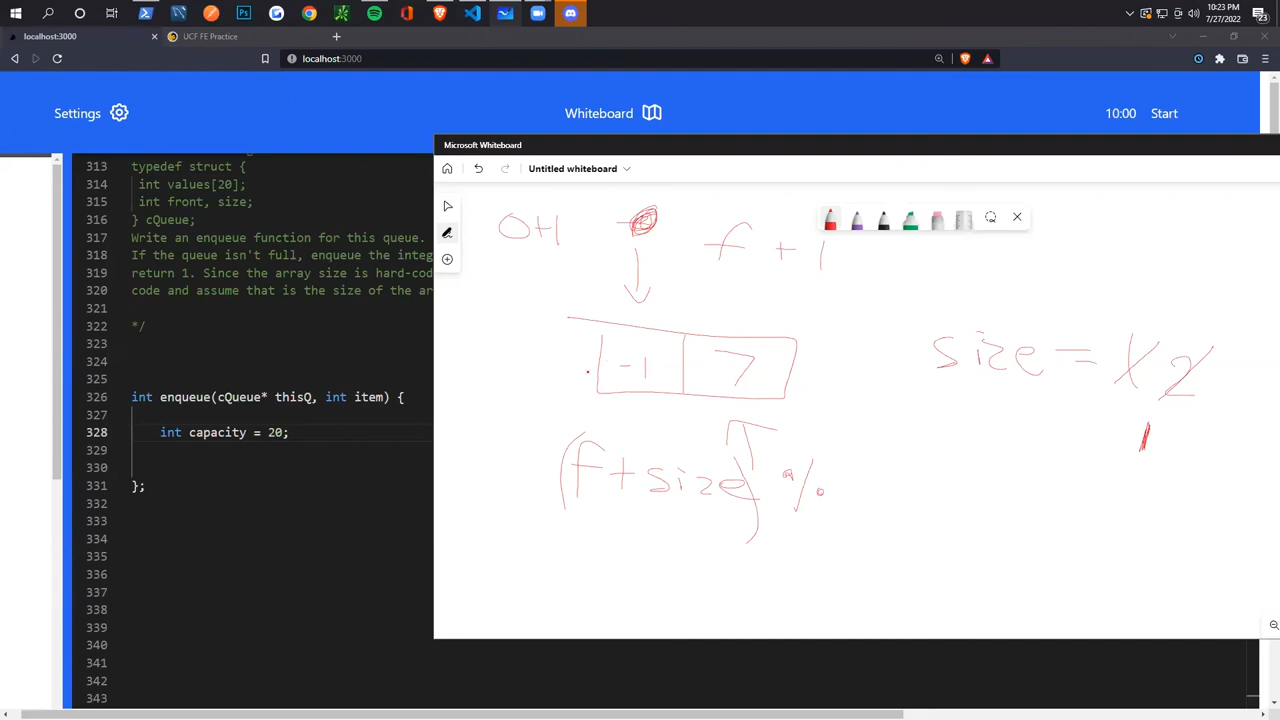 10:23 PM
7/27/2022
23
localhost:3000
UCF FE Practice
localhost:3000
Settings
Whiteboard
10:00
Start
Microsoft Whiteboard
Untitled whiteboard
313 typedef struct {
314 int values[20];
315 int front, size;
316 } cQueue;
317 Write an enqueue function for this queue.
318 If the queue isn't full, enqueue the integ
319 return 1. Since the array size is hard-cod
320 code and assume that is the size of the ar
321
322 */
323
324
325
326 int enqueue(cQueue* thisQ, int item) {
327
328 int capacity = 20;
329
330
331 };
332
333
334
335
336
337
338
339
340
341
342
343
f + 1
-1 7
size = 1 2
1
(f + size) %